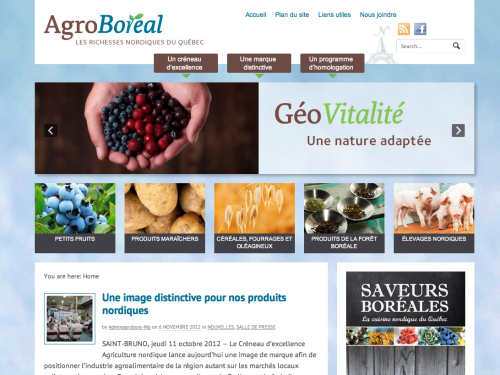 Accueil Plan du site Liens utiles Nous joindre
AgroBoréal
LES RICHESSES NORDIQUES DU QUÉBEC
Search...
Un créneau d'excellence
Une marque distinctive
Un programme d'homologation
GéoVitalité
Une nature adaptée
PETITS FRUITS
PRODUITS MARAÎCHERS
CÉRÉALES, FOURRAGES ET OLÉAGINEUX
PRODUITS DE LA FORÊT BORÉALE
ÉLEVAGES NORDIQUES
You are here: Home
Une image distinctive pour nos produits
nordiques
by Adminagroboro-Wp on 6 NOVEMBRE 2012 in NOUVELLES, SALLE DE PRESSE
SAINT-BRUNO, jeudi 11 octobre 2012 – Le Créneau d'excellence
Agriculture nordique lance aujourd'hui une image de marque afin de
positionner l'industrie agroalimentaire de la région autant sur les marchés locaux
SAVEURS
BORÉALES
La cuisine nordique du Québec